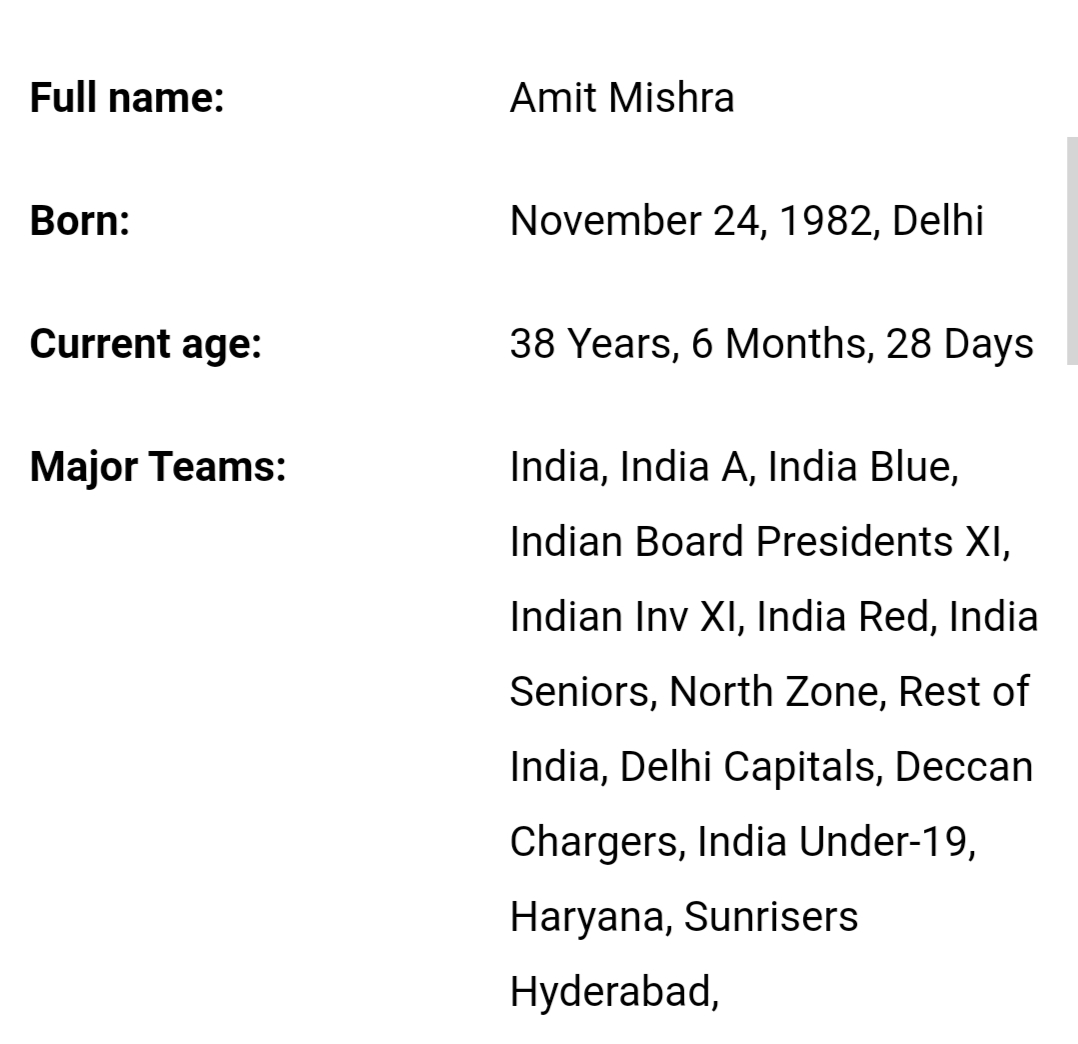 Full name: Amit Mishra
Born: November 24, 1982, Delhi
Current age: 38 Years, 6 Months, 28 Days
Major Teams: India, India A, India Blue,
Indian Board Presidents XI,
Indian Inv XI, India Red, India
Seniors, North Zone, Rest of
India, Delhi Capitals, Deccan
Chargers, India Under-19,
Haryana, Sunrisers
Hyderabad,